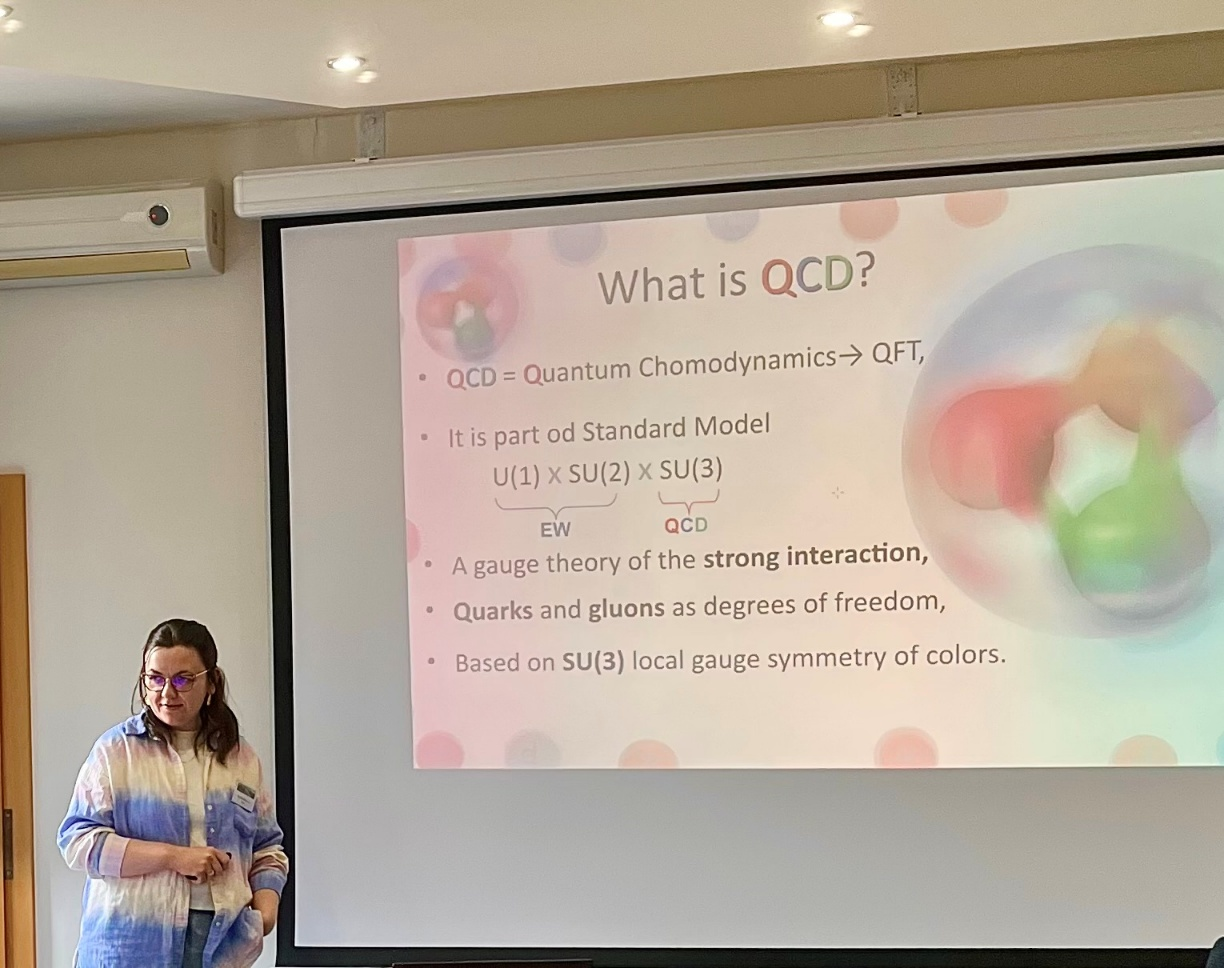 What is QCD?
• QCD = Quantum Chomodynamics→ QFT,
• It is part od Standard Model
U(1) X SU(2) X SU(3)
EW QCD
• A gauge theory of the strong interaction,
• Quarks and gluons as degrees of freedom,
• Based on SU(3) local gauge symmetry of colors.